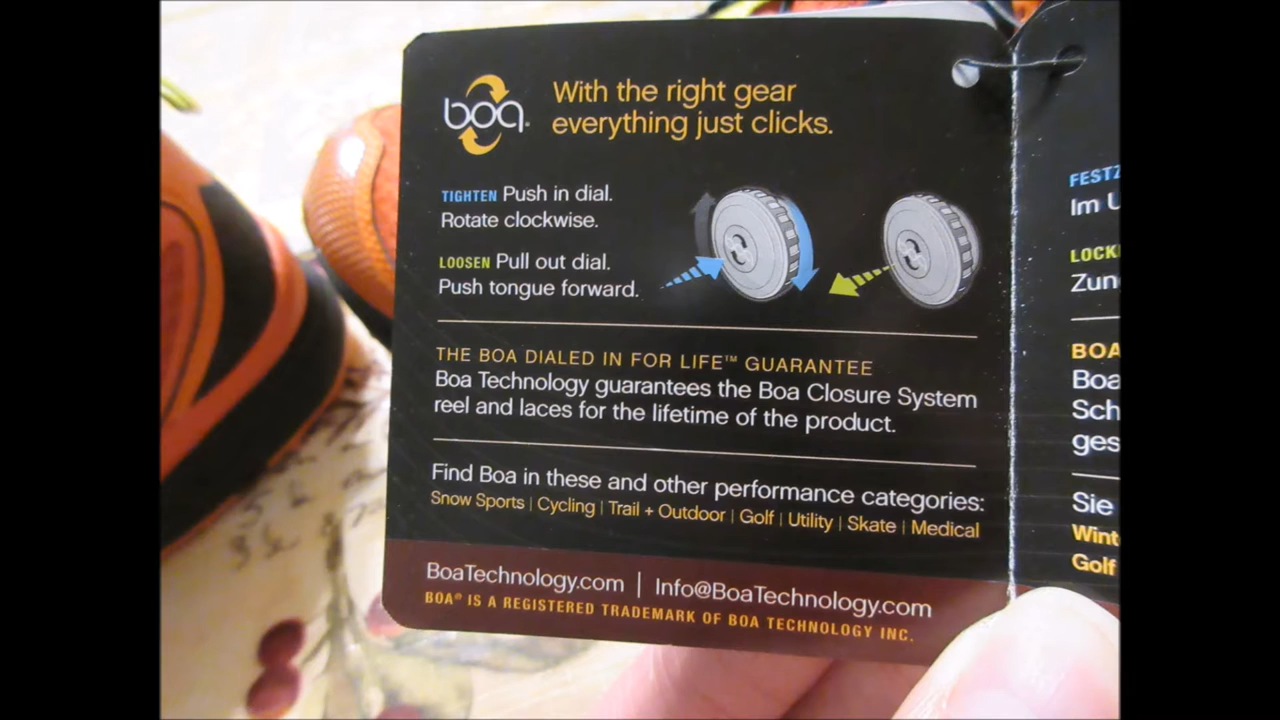 boa®
With the right gear
everything just clicks.
TIGHTEN Push in dial.
Rotate clockwise.
LOOSEN Pull out dial.
Push tongue forward.
THE BOA DIALED IN FOR LIFE™ GUARANTEE
Boa Technology guarantees the Boa Closure System
reel and laces for the lifetime of the product.
Find Boa in these and other performance categories:
Snow Sports | Cycling | Trail + Outdoor | Golf | Utility | Skate | Medical
BoaTechnology.com | Info@BoaTechnology.com
BOA® IS A REGISTERED TRADEMARK OF BOA TECHNOLOGY INC.
Im
BOA
Boa
Sie
Golf